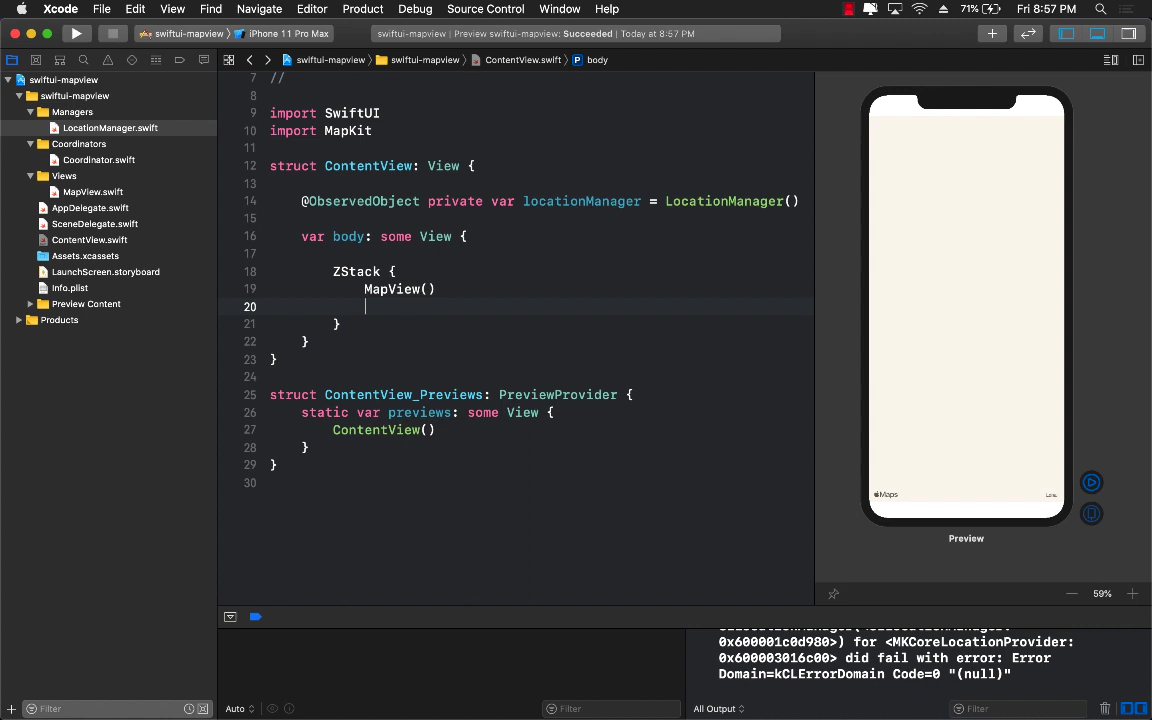 Xcode File Edit View Find Navigate Editor Product Debug Source Control Window Help 71% Fri 8:57 PM
swiftui-mapview iPhone 11 Pro Max swiftui-mapview | Preview swiftui-mapview: Succeeded | Today at 8:57 PM
swiftui-mapview swiftui-mapview ContentView.swift P body
swiftui-mapview
swiftui-mapview
Managers
LocationManager.swift
Coordinators
Coordinator.swift
Views
MapView.swift
AppDelegate.swift
SceneDelegate.swift
ContentView.swift
Assets.xcassets
LaunchScreen.storyboard
Info.plist
Preview Content
Products
7 //
8
9 import SwiftUI
10 import MapKit
11
12 struct ContentView: View {
13
14 @ObservedObject private var locationManager = LocationManager()
15
16 var body: some View {
17
18 ZStack {
19 MapView()
20
21 }
22 }
23 }
24
25 struct ContentView_Previews: PreviewProvider {
26 static var previews: some View {
27 ContentView()
28 }
29 }
30
Maps
Preview
59%
0x600001c0d980>) for <MKCoreLocationProvider:
0x600003016c00> did fail with error: Error
Domain=kCLErrorDomain Code=0 "(null)"
Filter Auto Filter All Output Filter